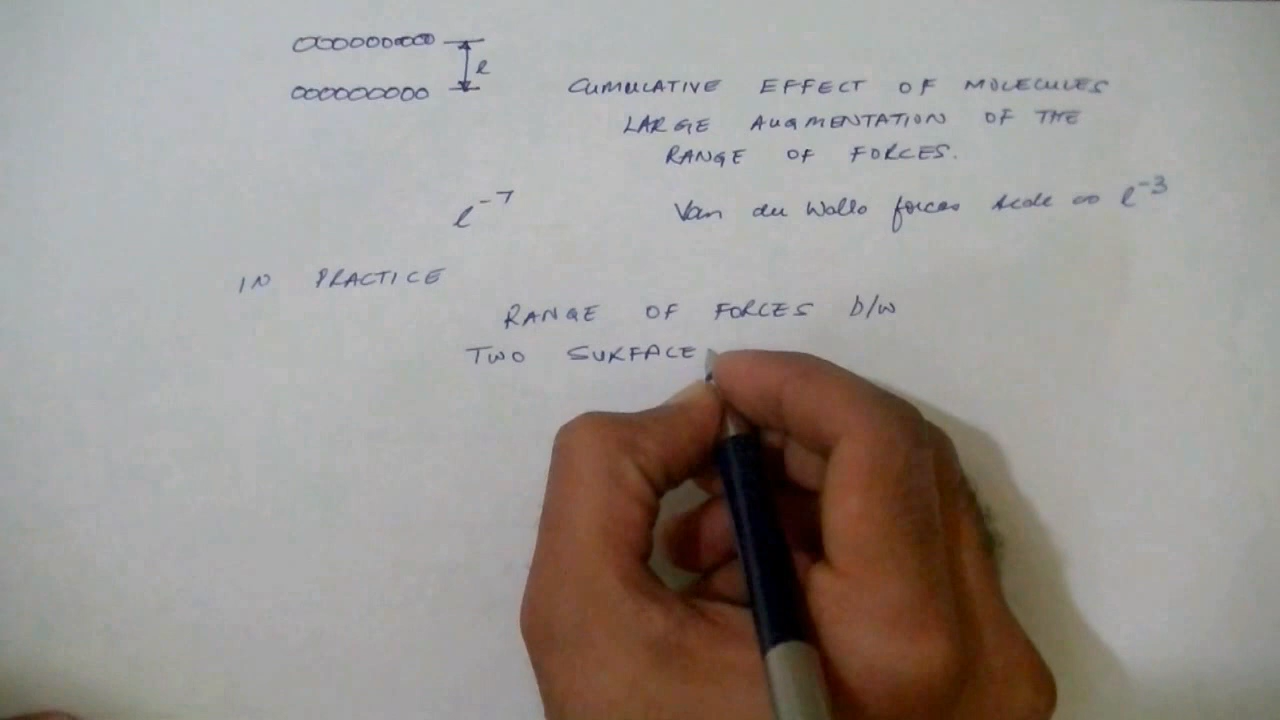 l
CUMULATIVE EFFECT OF MOLECULES
LARGE AUGMENTATION OF THE
RANGE OF FORCES.
l⁻⁷
Van der Walls forces scale as l⁻³
IN PRACTICE
RANGE OF FORCES b/w
TWO SURFACE